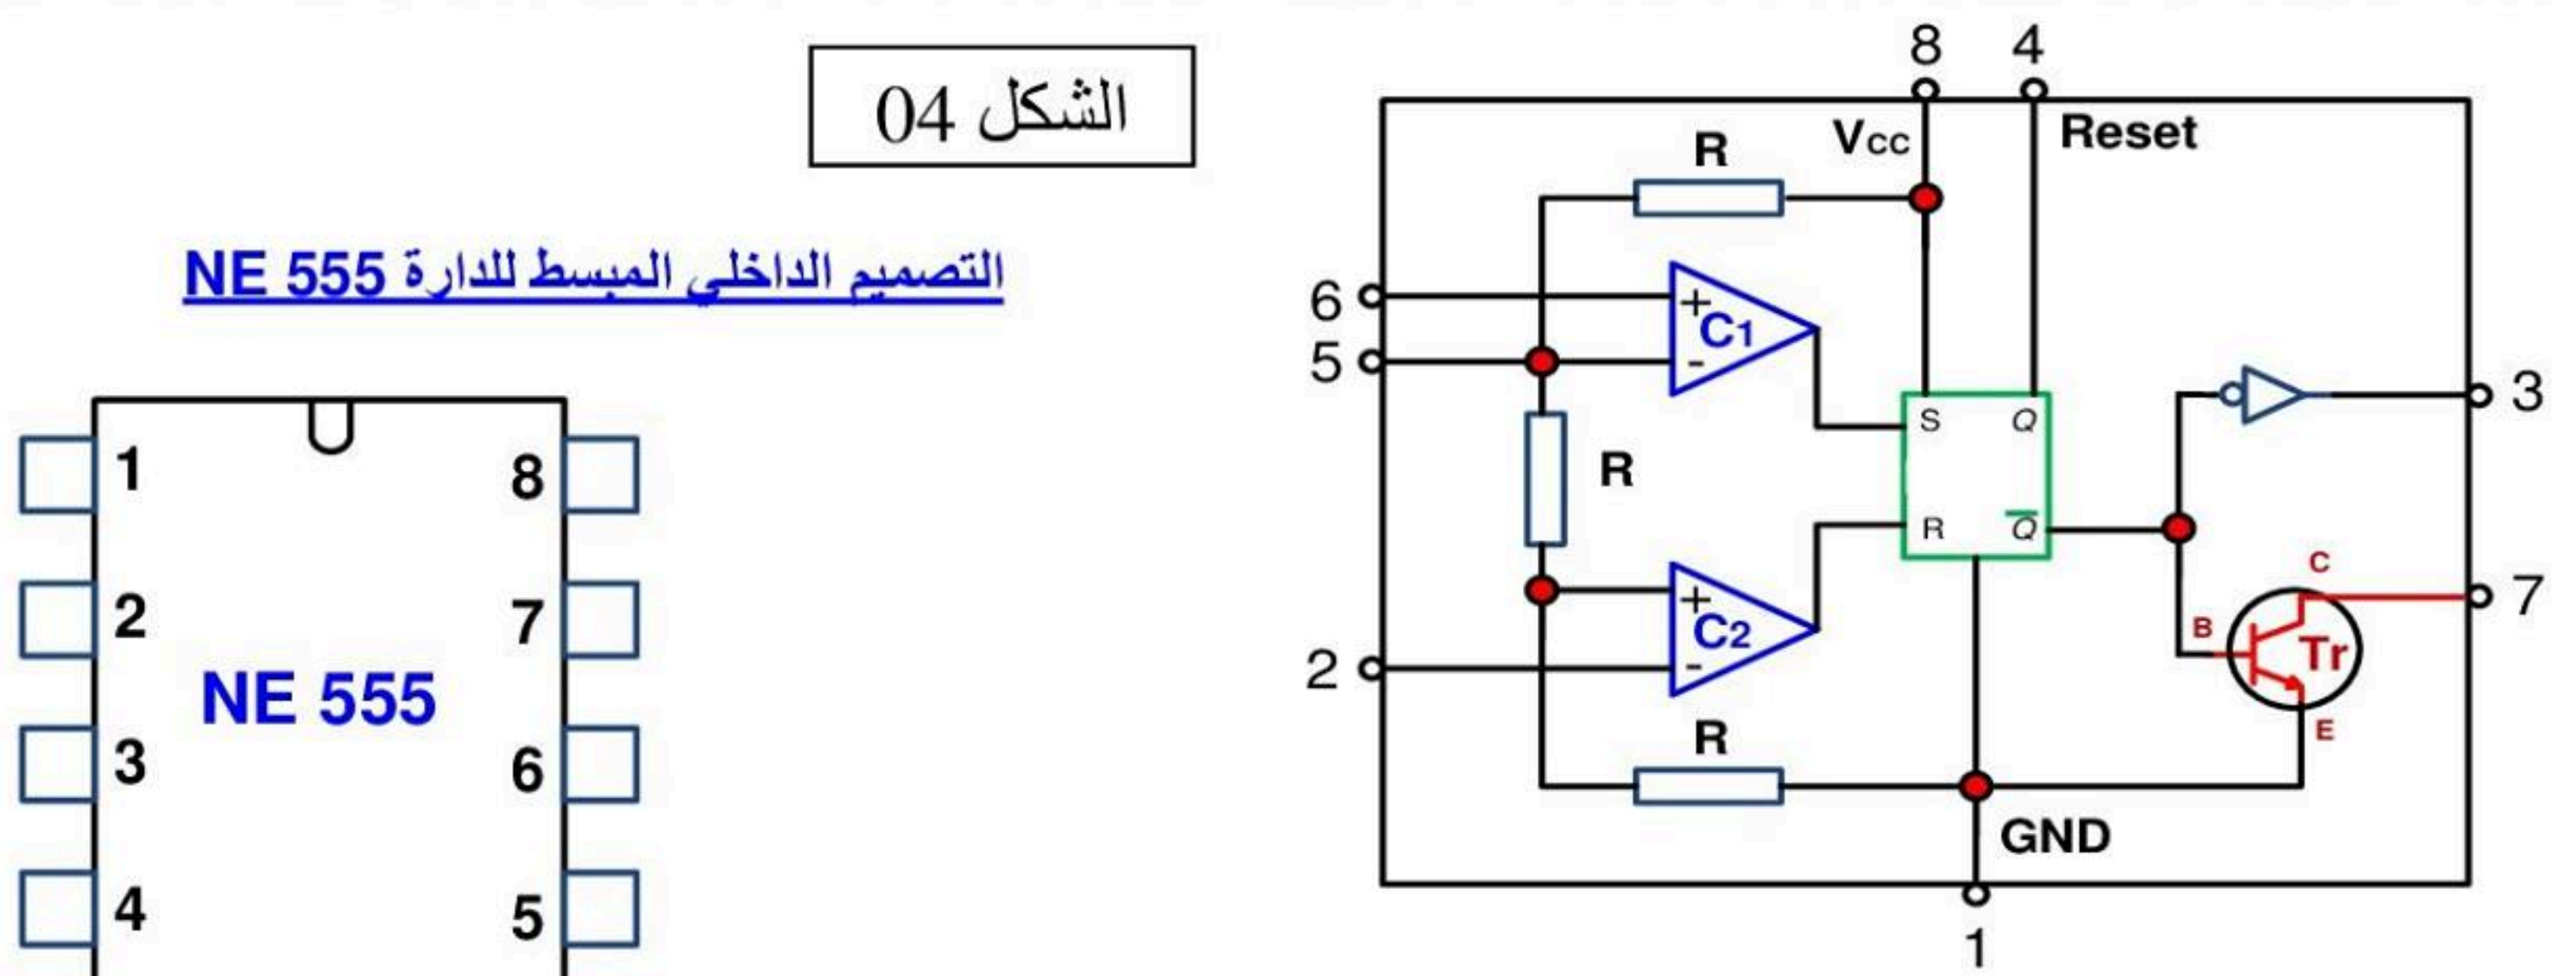 الشكل 04
التصميم الداخلي المبسط للدارة NE 555
1 8
2 7
NE 555
3 6
4 5
8 4
Vcc Reset
R
6
+
C1
5
-
3
S Q
R
R Q̅
C
7
+
C2
B
Tr
2
-
E
R
GND
1